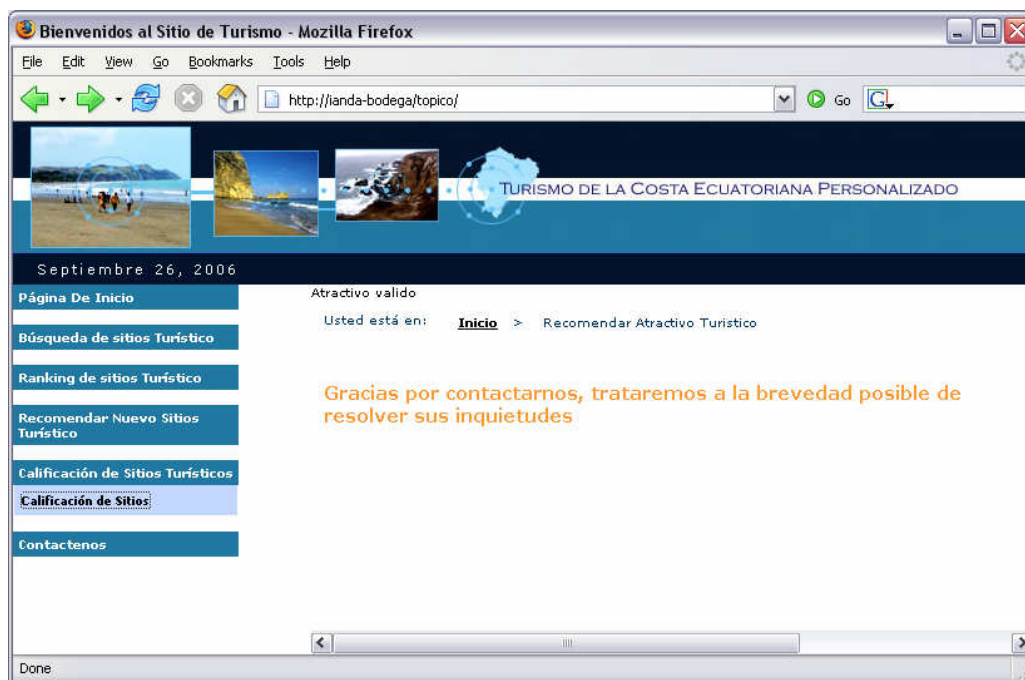 Bienvenidos al Sitio de Turismo - Mozilla Firefox
File Edit View Go Bookmarks Tools Help
http://ianda-bodega/topico/ Go G
TURISMO DE LA COSTA ECUATORIANA PERSONALIZADO
Septiembre 26, 2006
Página De Inicio
Atractivo valido
Usted está en: Inicio > Recomendar Atractivo Turistico
Búsqueda de sitios Turístico
Ranking de sitios Turístico
Recomendar Nuevo Sitios
Turístico
Calificación de Sitios Turísticos
Calificación de Sitios
Contactenos
Gracias por contactarnos, trataremos a la brevedad posible de
resolver sus inquietudes
Done